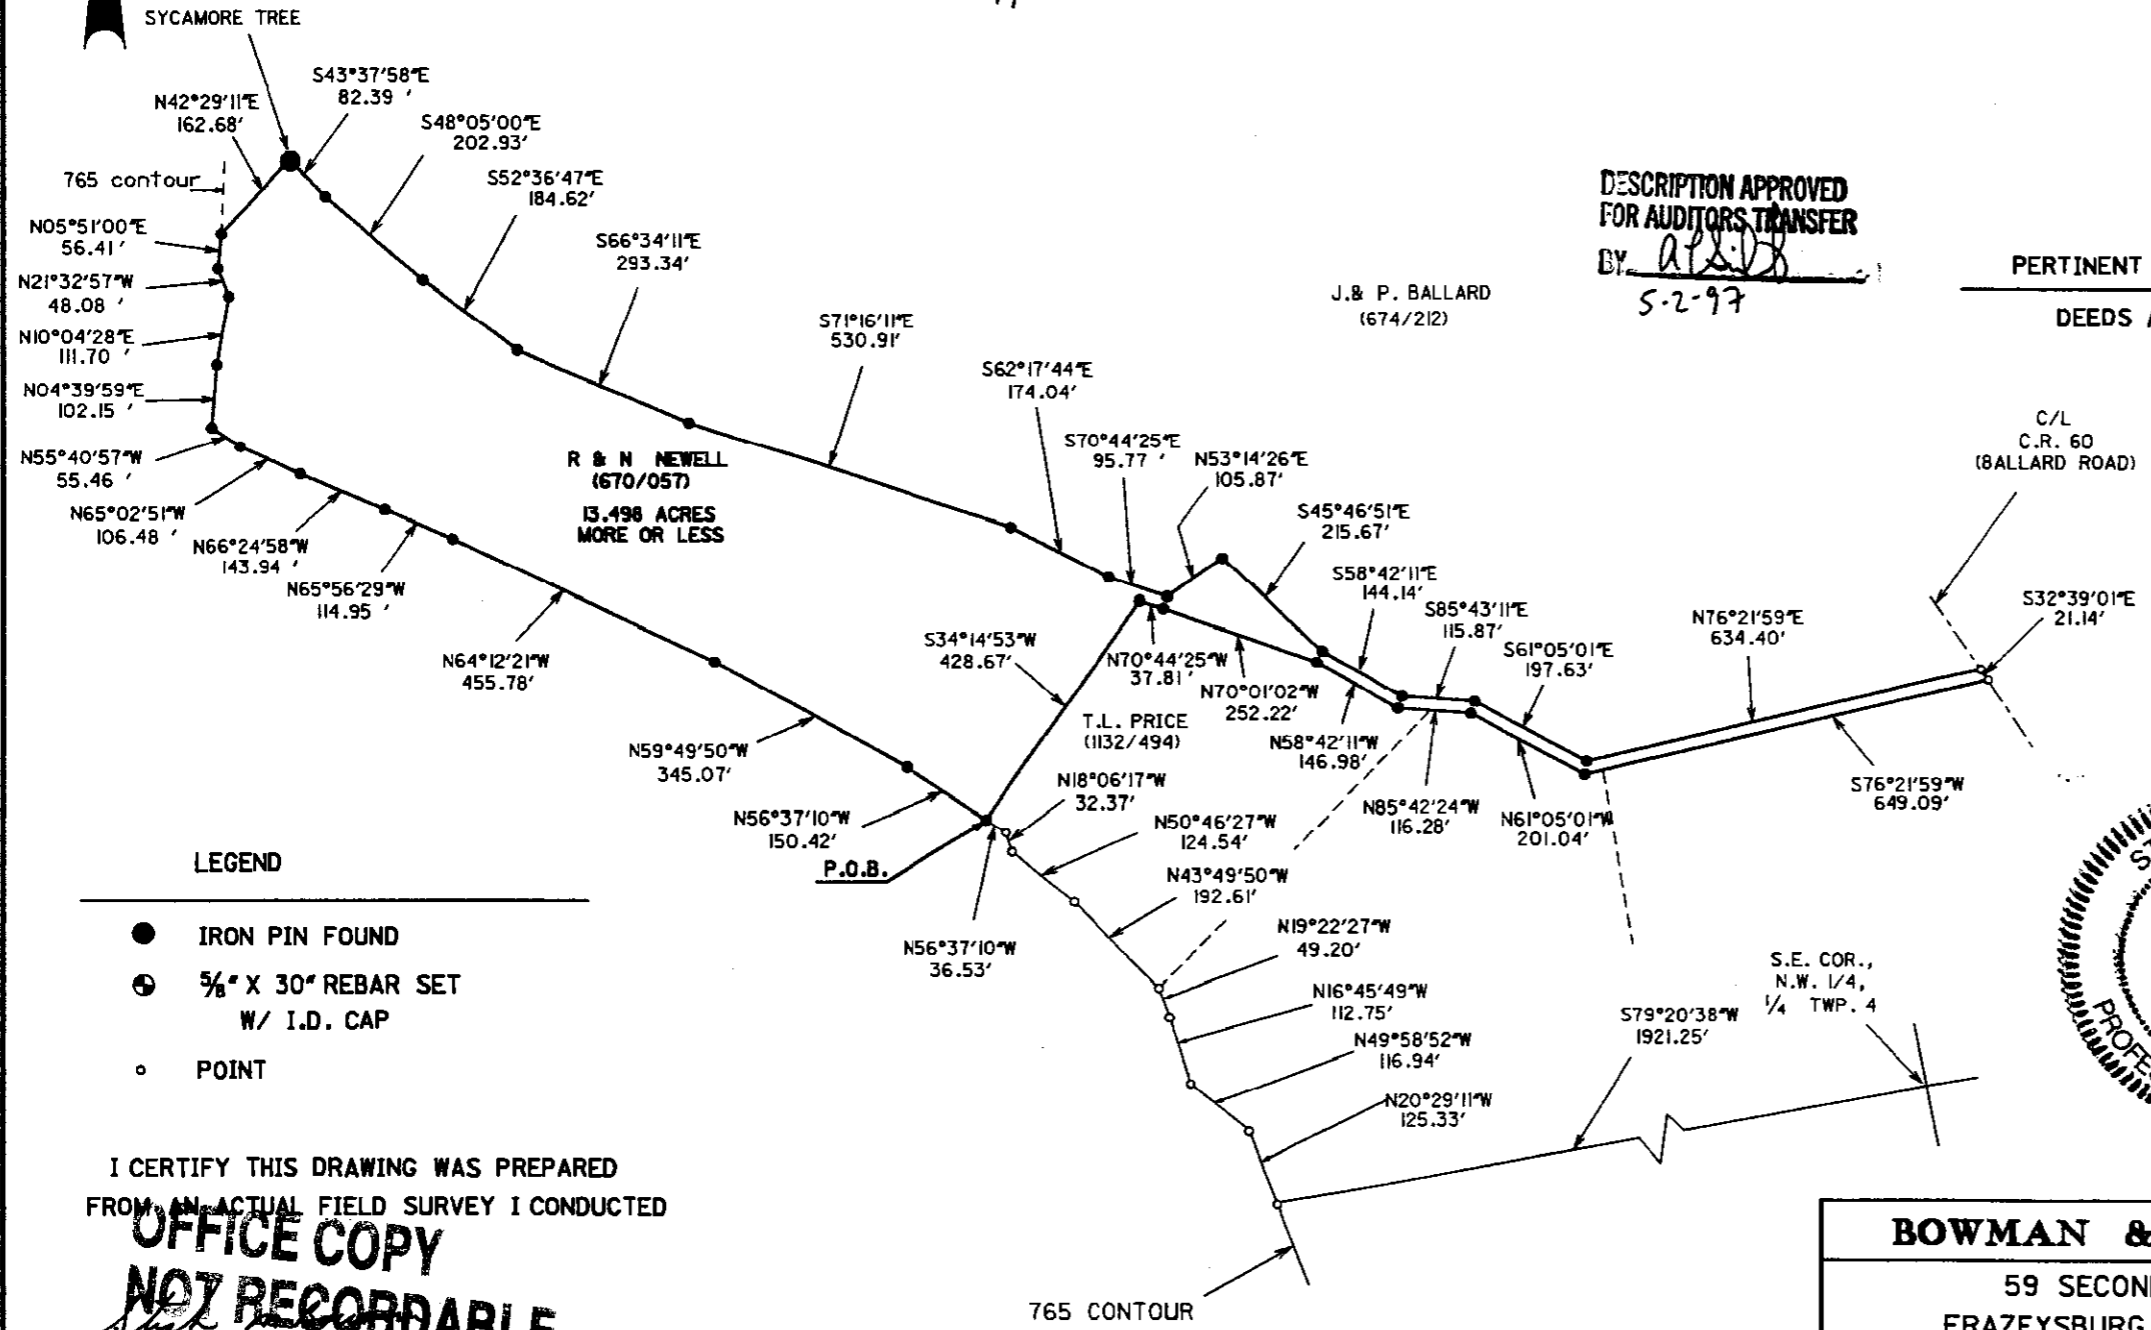 SYCAMORE TREE
S43°37'58"E
82.39 '
N42°29'11"E
162.68'
S48°05'00"E
202.93'
765 contour
S52°36'47"E
184.62'
N05°51'00"E
56.41'
S66°34'11"E
293.34'
N21°32'57"W
48.08 '
N10°04'28"E
111.70 '
S71°16'11"E
530.91'
N04°39'59"E
102.15 '
S62°17'44"E
174.04'
N55°40'57"W
55.46 '
S70°44'25"E
95.77 '
N53°14'26"E
105.87'
R & N NEWELL
(670/057)
13.498 ACRES
MORE OR LESS
J.& P. BALLARD
(674/212)
DESCRIPTION APPROVED
FOR AUDITORS TRANSFER
BY
5-2-97
PERTINENT
DEEDS
C/L
C.R. 60
(BALLARD ROAD)
N65°02'51"W
106.48 '
N66°24'58"W
143.94 '
N65°56'29"W
114.95 '
S45°46'51"E
215.67'
S58°42'11"E
144.14'
S85°43'11"E
115.87'
S61°05'01"E
197.63'
N76°21'59"E
634.40'
S32°39'01"E
21.14'
N64°12'21"W
455.78'
S34°14'53"W
428.67'
N70°44'25"W
37.81'
N70°01'02"W
252.22'
T.L. PRICE
(1132/494)
N58°42'11"W
146.98'
N59°49'50"W
345.07'
N18°06'17"W
32.37'
N85°42'24"W
116.28'
N61°05'01"W
201.04'
S76°21'59"W
649.09'
N56°37'10"W
150.42'
N50°46'27"W
124.54'
P.O.B.
N43°49'50"W
192.61'
N56°37'10"W
36.53'
N19°22'27"W
49.20'
N16°45'49"W
112.75'
N49°58'52"W
116.94'
N20°29'11"W
125.33'
S79°20'38"W
1921.25'
S.E. COR.,
N.W. 1/4,
1/4 TWP. 4
LEGEND
IRON PIN FOUND
5/8" X 30" REBAR SET
W/ I.D. CAP
POINT
I CERTIFY THIS DRAWING WAS PREPARED
FROM AN ACTUAL FIELD SURVEY I CONDUCTED
OFFICE COPY
NOT RECORDABLE
765 CONTOUR
BOWMAN &
59 SECOND
FRAZEYSBURG